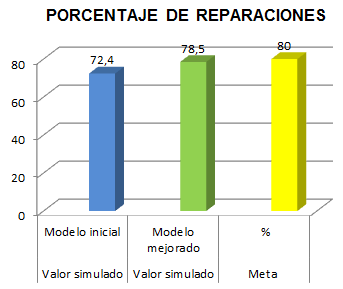 PORCENTAJE DE REPARACIONES
72,4
78,5
80
80
60
40
20
0
Modelo inicial
Modelo mejorado
%
Valor simulado
Valor simulado
Meta